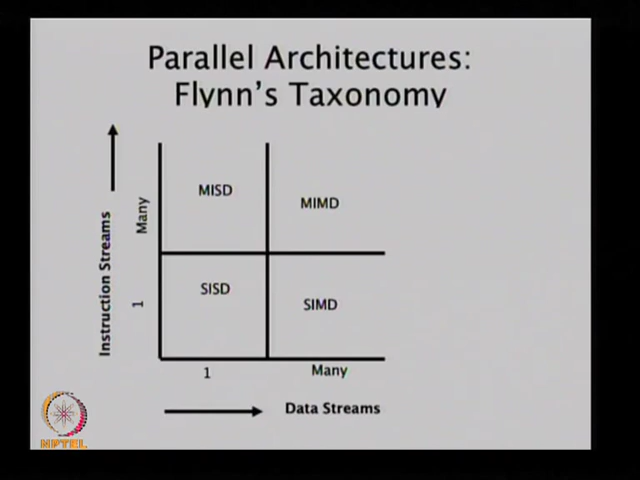 Parallel Architectures:
Flynn's Taxonomy
Instruction Streams
Many
1
MISD
MIMD
SISD
SIMD
1
Many
Data Streams
NPTEL